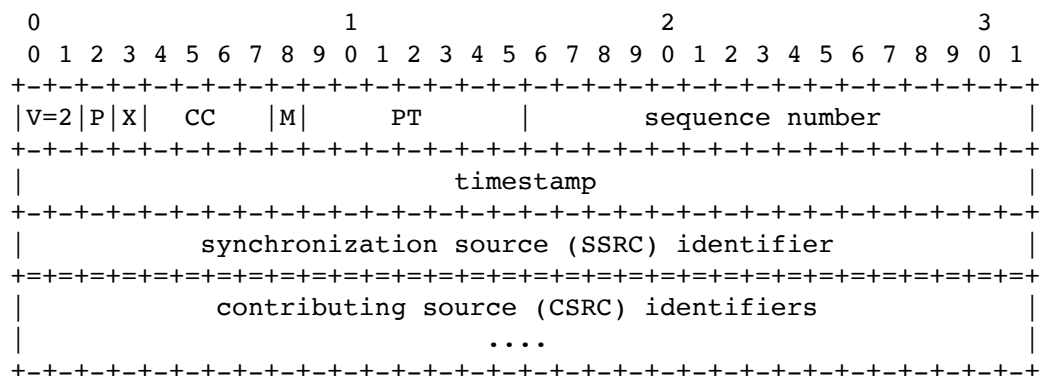 0                   1                   2                   3
 0 1 2 3 4 5 6 7 8 9 0 1 2 3 4 5 6 7 8 9 0 1 2 3 4 5 6 7 8 9 0 1
+-+-+-+-+-+-+-+-+-+-+-+-+-+-+-+-+-+-+-+-+-+-+-+-+-+-+-+-+-+-+-+-+
|V=2|P|X|  CC   |M|     PT      |       sequence number         |
+-+-+-+-+-+-+-+-+-+-+-+-+-+-+-+-+-+-+-+-+-+-+-+-+-+-+-+-+-+-+-+-+
|                           timestamp                           |
+-+-+-+-+-+-+-+-+-+-+-+-+-+-+-+-+-+-+-+-+-+-+-+-+-+-+-+-+-+-+-+-+
|           synchronization source (SSRC) identifier            |
+=+=+=+=+=+=+=+=+=+=+=+=+=+=+=+=+=+=+=+=+=+=+=+=+=+=+=+=+=+=+=+=+
|            contributing source (CSRC) identifiers             |
|                             ....                              |
+-+-+-+-+-+-+-+-+-+-+-+-+-+-+-+-+-+-+-+-+-+-+-+-+-+-+-+-+-+-+-+-+